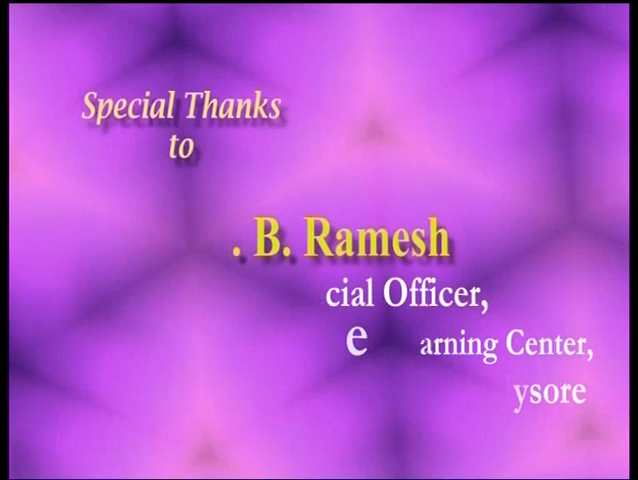 Special Thanks
to
. B. Ramesh
cial Officer,
e arning Center,
ysore